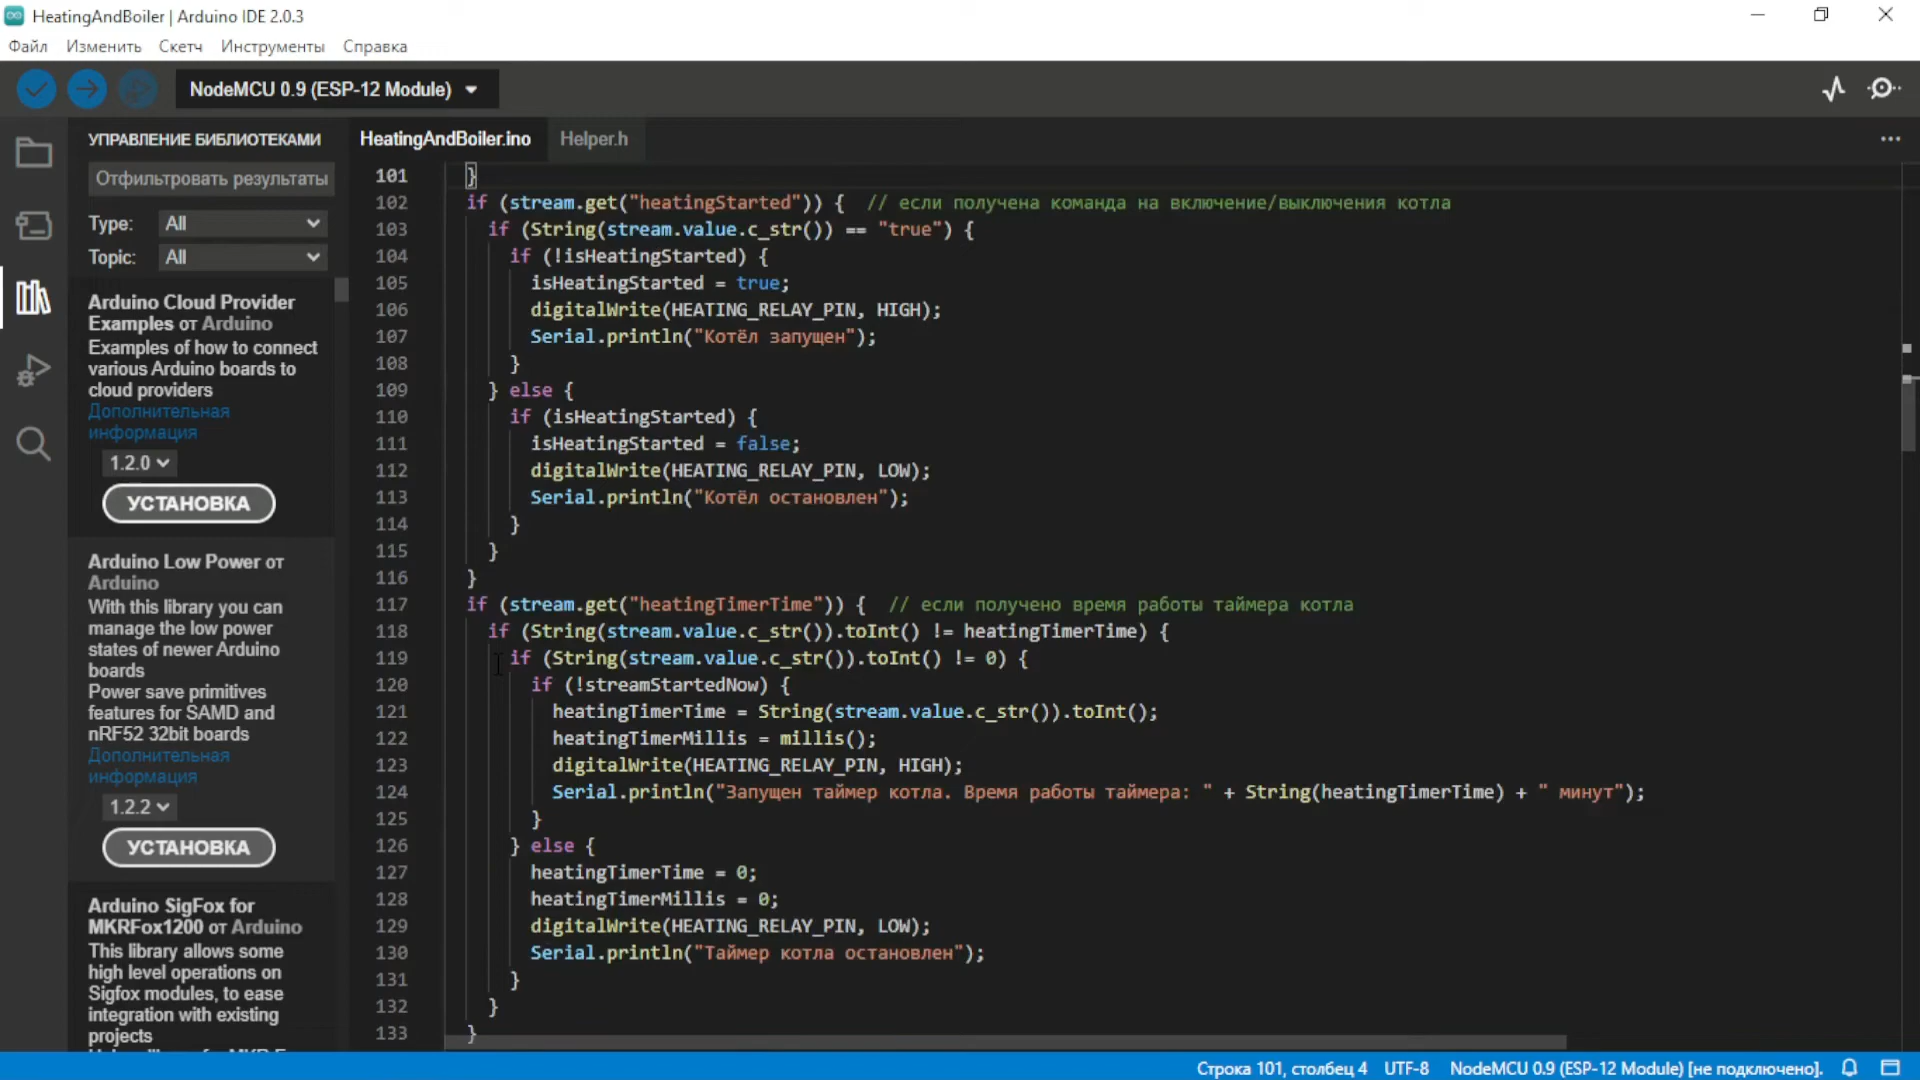 HeatingAndBoiler | Arduino IDE 2.0.3
Файл Изменить Скетч Инструменты Справка
NodeMCU 0.9 (ESP-12 Module)
УПРАВЛЕНИЕ БИБЛИОТЕКАМИ
Отфильтровать результаты
Type: All
Topic: All
Arduino Cloud Provider
Examples от Arduino
Examples of how to connect
various Arduino boards to
cloud providers
Дополнительная
информация
1.2.0
УСТАНОВКА
Arduino Low Power от
Arduino
With this library you can
manage the low power
states of newer Arduino
boards
Power save primitives
features for SAMD and
nRF52 32bit boards
Дополнительная
информация
1.2.2
УСТАНОВКА
Arduino SigFox for
MKRFox1200 от Arduino
This library allows some
high level operations on
Sigfox modules, to ease
integration with existing
projects
HeatingAndBoiler.ino Helper.h
101 }
102 if (stream.get("heatingStarted")) { // если получена команда на включение/выключения котла
103 if (String(stream.value.c_str()) == "true") {
104 if (!isHeatingStarted) {
105 isHeatingStarted = true;
106 digitalWrite(HEATING_RELAY_PIN, HIGH);
107 Serial.println("Котёл запущен");
108 }
109 } else {
110 if (isHeatingStarted) {
111 isHeatingStarted = false;
112 digitalWrite(HEATING_RELAY_PIN, LOW);
113 Serial.println("Котёл остановлен");
114 }
115 }
116 }
117 if (stream.get("heatingTimerTime")) { // если получено время работы таймера котла
118 if (String(stream.value.c_str()).toInt() != heatingTimerTime) {
119 if (String(stream.value.c_str()).toInt() != 0) {
120 if (!streamStartedNow) {
121 heatingTimerTime = String(stream.value.c_str()).toInt();
122 heatingTimerMillis = millis();
123 digitalWrite(HEATING_RELAY_PIN, HIGH);
124 Serial.println("Запущен таймер котла. Время работы таймера: " + String(heatingTimerTime) + " минут");
125 }
126 } else {
127 heatingTimerTime = 0;
128 heatingTimerMillis = 0;
129 digitalWrite(HEATING_RELAY_PIN, LOW);
130 Serial.println("Таймер котла остановлен");
131 }
132 }
133 }
Строка 101, столбец 4 UTF-8 NodeMCU 0.9 (ESP-12 Module) [не подключено].